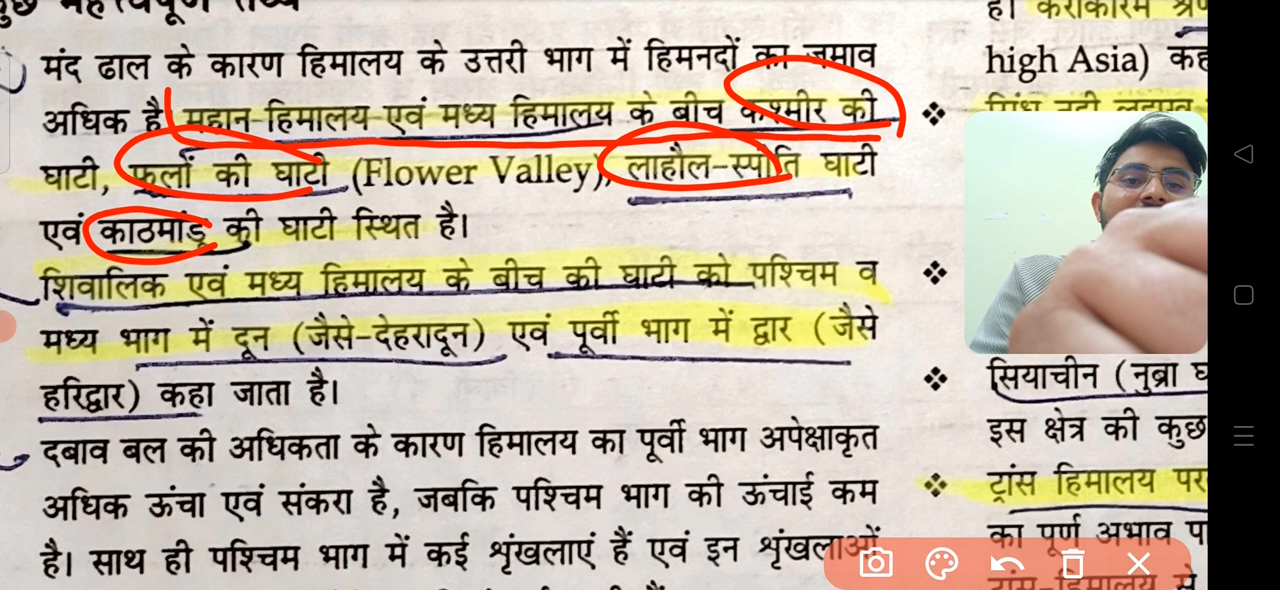 कुछ महत्वपूर्ण तथ्य
मंद ढाल के कारण हिमालय के उत्तरी भाग में हिमनदों का जमाव
अधिक है महान हिमालय एवं मध्य हिमालय के बीच कश्मीर की
घाटी, फूलों की घाटी (Flower Valley), लाहौल-स्पीति घाटी
एवं काठमांडू की घाटी स्थित है।
शिवालिक एवं मध्य हिमालय के बीच की घाटी को पश्चिम व
मध्य भाग में दून (जैसे-देहरादून) एवं पूर्वी भाग में द्वार (जैसे
हरिद्वार) कहा जाता है।
दबाव बल की अधिकता के कारण हिमालय का पूर्वी भाग अपेक्षाकृत
अधिक ऊंचा एवं संकरा है, जबकि पश्चिम भाग की ऊंचाई कम
है। साथ ही पश्चिम भाग में कई शृंखलाएं हैं एवं इन शृंखलाओं
है। काराकोरम
high Asia)
सियाचीन (नुब्रा
इस क्षेत्र की कुछ
ट्रांस हिमालय
का पूर्ण अभाव
ट्रांस-हिमालय से